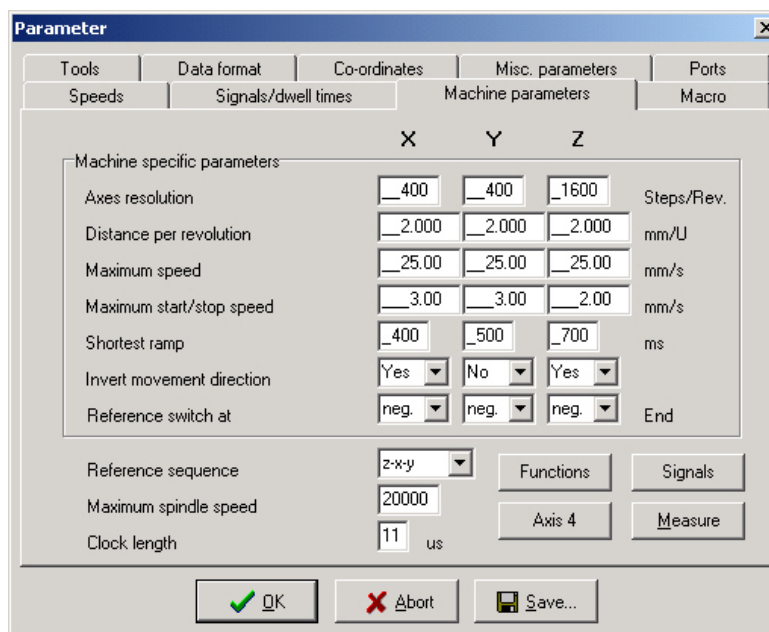 Parameter
Tools Data format Co-ordinates Misc. parameters Ports
Speeds Signals/dwell times Machine parameters Macro
X Y Z
Machine specific parameters
Axes resolution __400 __400 _1600 Steps/Rev.
Distance per revolution __2.000 __2.000 __2.000 mm/U
Maximum speed __25.00 __25.00 __25.00 mm/s
Maximum start/stop speed ___3.00 ___3.00 ___2.00 mm/s
Shortest ramp _400 _500 _700 ms
Invert movement direction Yes No Yes
Reference switch at neg. neg. neg. End
Reference sequence z-x-y Functions Signals
Maximum spindle speed 20000
Axis 4 Measure
Clock length 11 us
OK Abort Save...